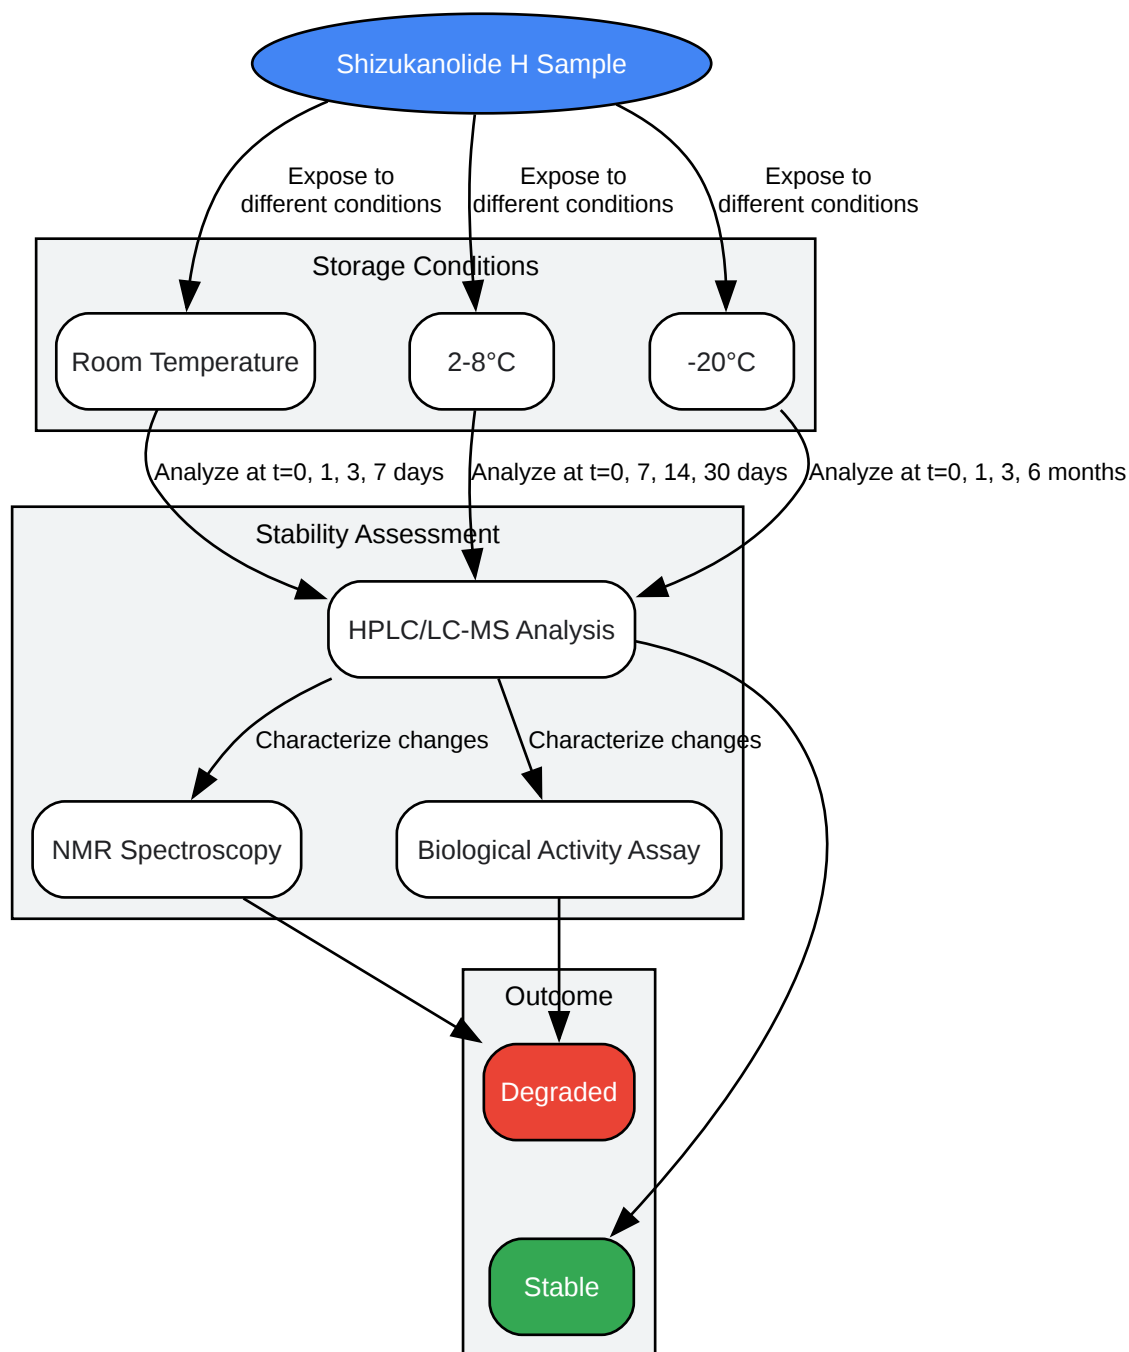 Shizukanolide H Sample
Expose to
different conditions
Expose to
different conditions
Expose to
different conditions
Storage Conditions
Room Temperature
2-8°C
-20°C
Analyze at t=0, 1, 3, 7 days
Analyze at t=0, 7, 14, 30 days
Analyze at t=0, 1, 3, 6 months
Stability Assessment
HPLC/LC-MS Analysis
Characterize changes
Characterize changes
NMR Spectroscopy
Biological Activity Assay
Outcome
Degraded
Stable